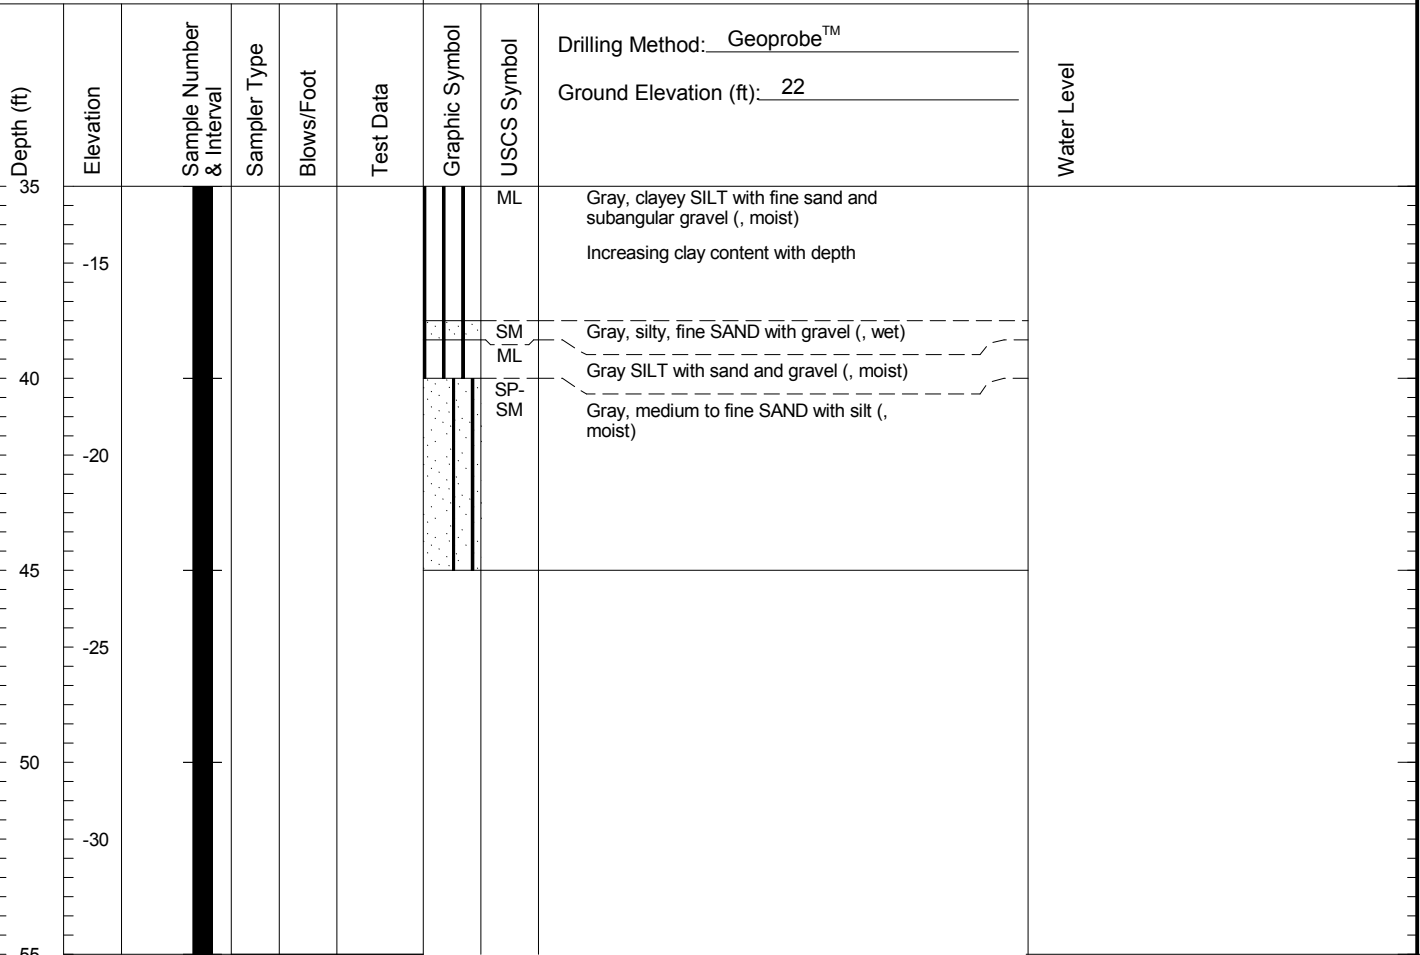 Depth (ft)
Elevation
Sample Number
& Interval
Sampler Type
Blows/Foot
Test Data
Graphic Symbol
USCS Symbol
Drilling Method: Geoprobe™
Ground Elevation (ft): 22
Water Level
35
ML
Gray, clayey SILT with fine sand and
subangular gravel (, moist)
Increasing clay content with depth
-15
SM
Gray, silty, fine SAND with gravel (, wet)
ML
Gray SILT with sand and gravel (, moist)
40
SP-
SM
Gray, medium to fine SAND with silt (,
moist)
-20
45
-25
50
-30
55